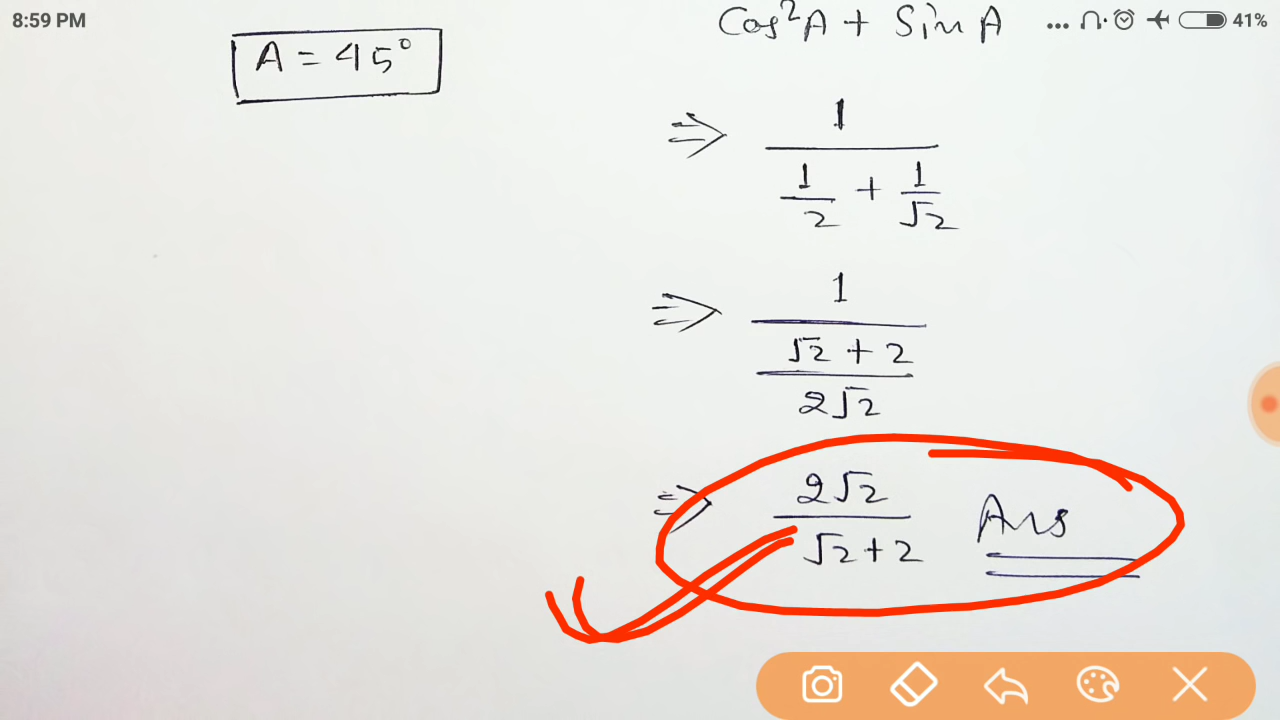 8:59 PM
41%
Cos²A + Sin A
A = 45°
⇒ 1
1/2 + 1/√2
⇒ 1
√2 + 2
2√2
⇒ 2√2
√2 + 2
Ans